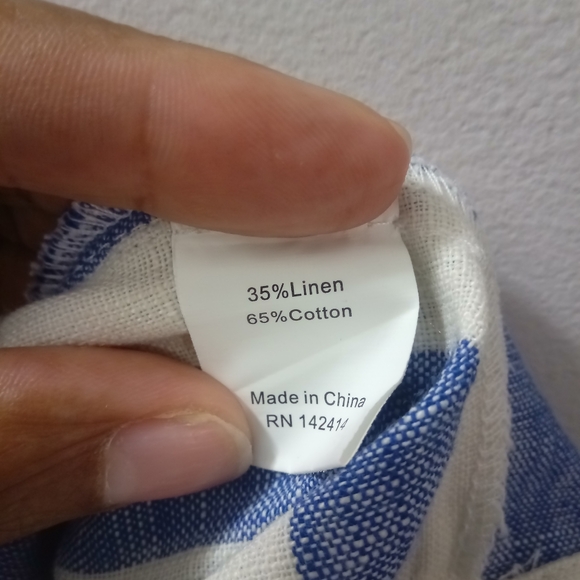 35%Linen
65%Cotton
Made in China
RN 142414